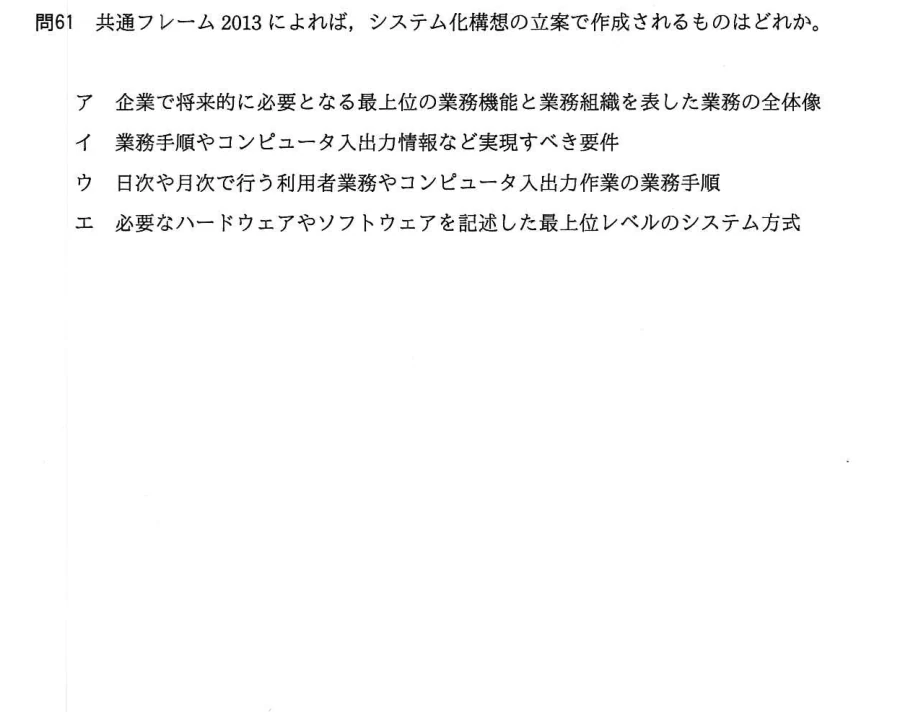 問61 共通フレーム 2013 によれば，システム化構想の立案で作成されるものはどれか。
ア 企業で将来的に必要となる最上位の業務機能と業務組織を表した業務の全体像
イ 業務手順やコンピュータ入出力情報など実現すべき要件
ウ 日次や月次で行う利用者業務やコンピュータ入出力作業の業務手順
エ 必要なハードウェアやソフトウェアを記述した最上位レベルのシステム方式